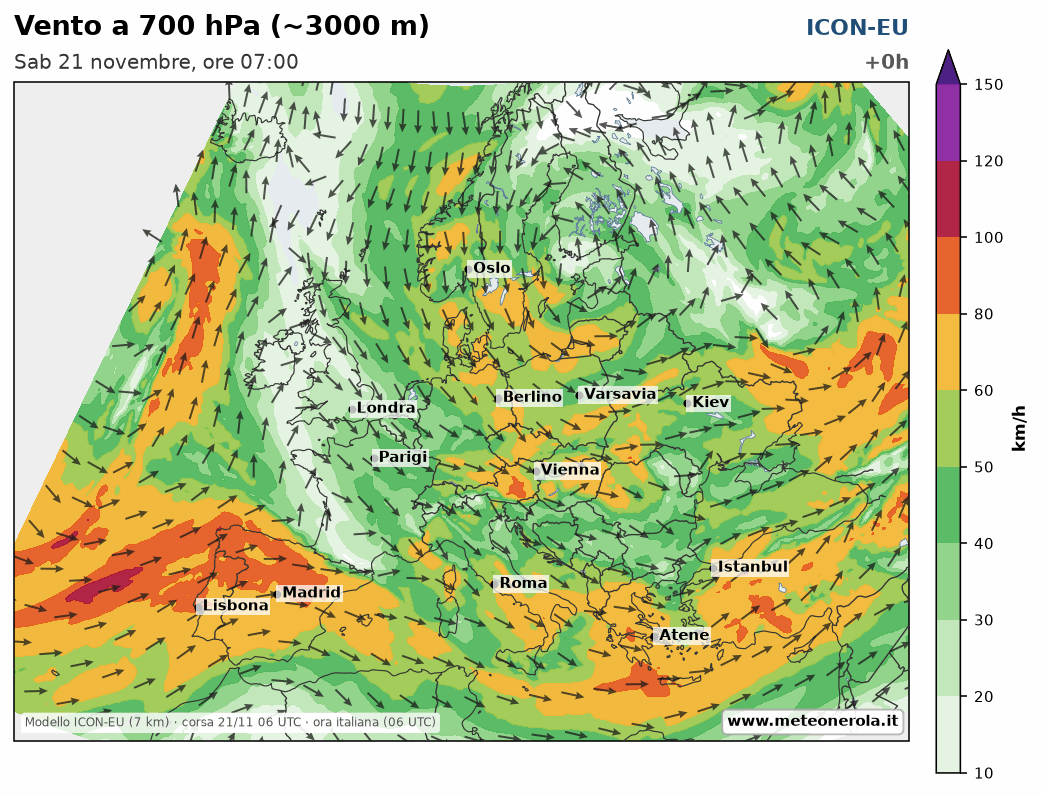 Vento a 700 hPa (~3000 m)
ICON-EU
Sab 21 novembre, ore 07:00
+0h
150
120
100
80
60
50
40
30
20
10
km/h
Oslo
Berlino
Varsavia
Kiev
Londra
Parigi
Vienna
Istanbul
Roma
Madrid
Lisbona
Atene
Modello ICON-EU (7 km) · corsa 21/11 06 UTC · ora italiana (06 UTC)
www.meteonerola.it